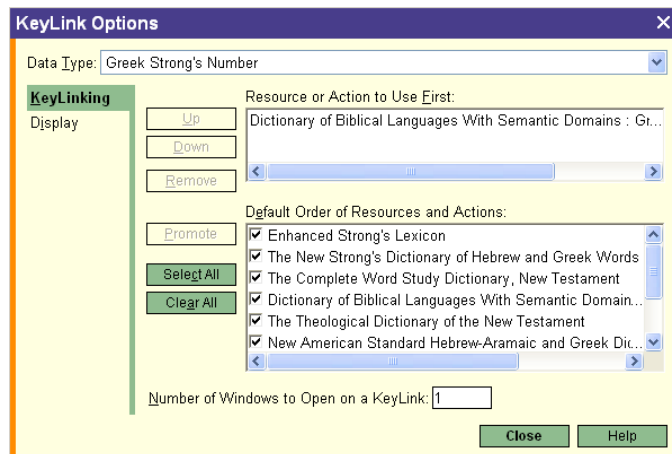 KeyLink Options
Data Type: Greek Strong's Number
KeyLinking
Display
Up
Down
Remove
Promote
Select All
Clear All
Resource or Action to Use First:
Dictionary of Biblical Languages With Semantic Domains : Gr...
Default Order of Resources and Actions:
Enhanced Strong's Lexicon
The New Strong's Dictionary of Hebrew and Greek Words
The Complete Word Study Dictionary, New Testament
Dictionary of Biblical Languages With Semantic Domain...
The Theological Dictionary of the New Testament
New American Standard Hebrew-Aramaic and Greek Dic...
Number of Windows to Open on a KeyLink: 1
Close Help